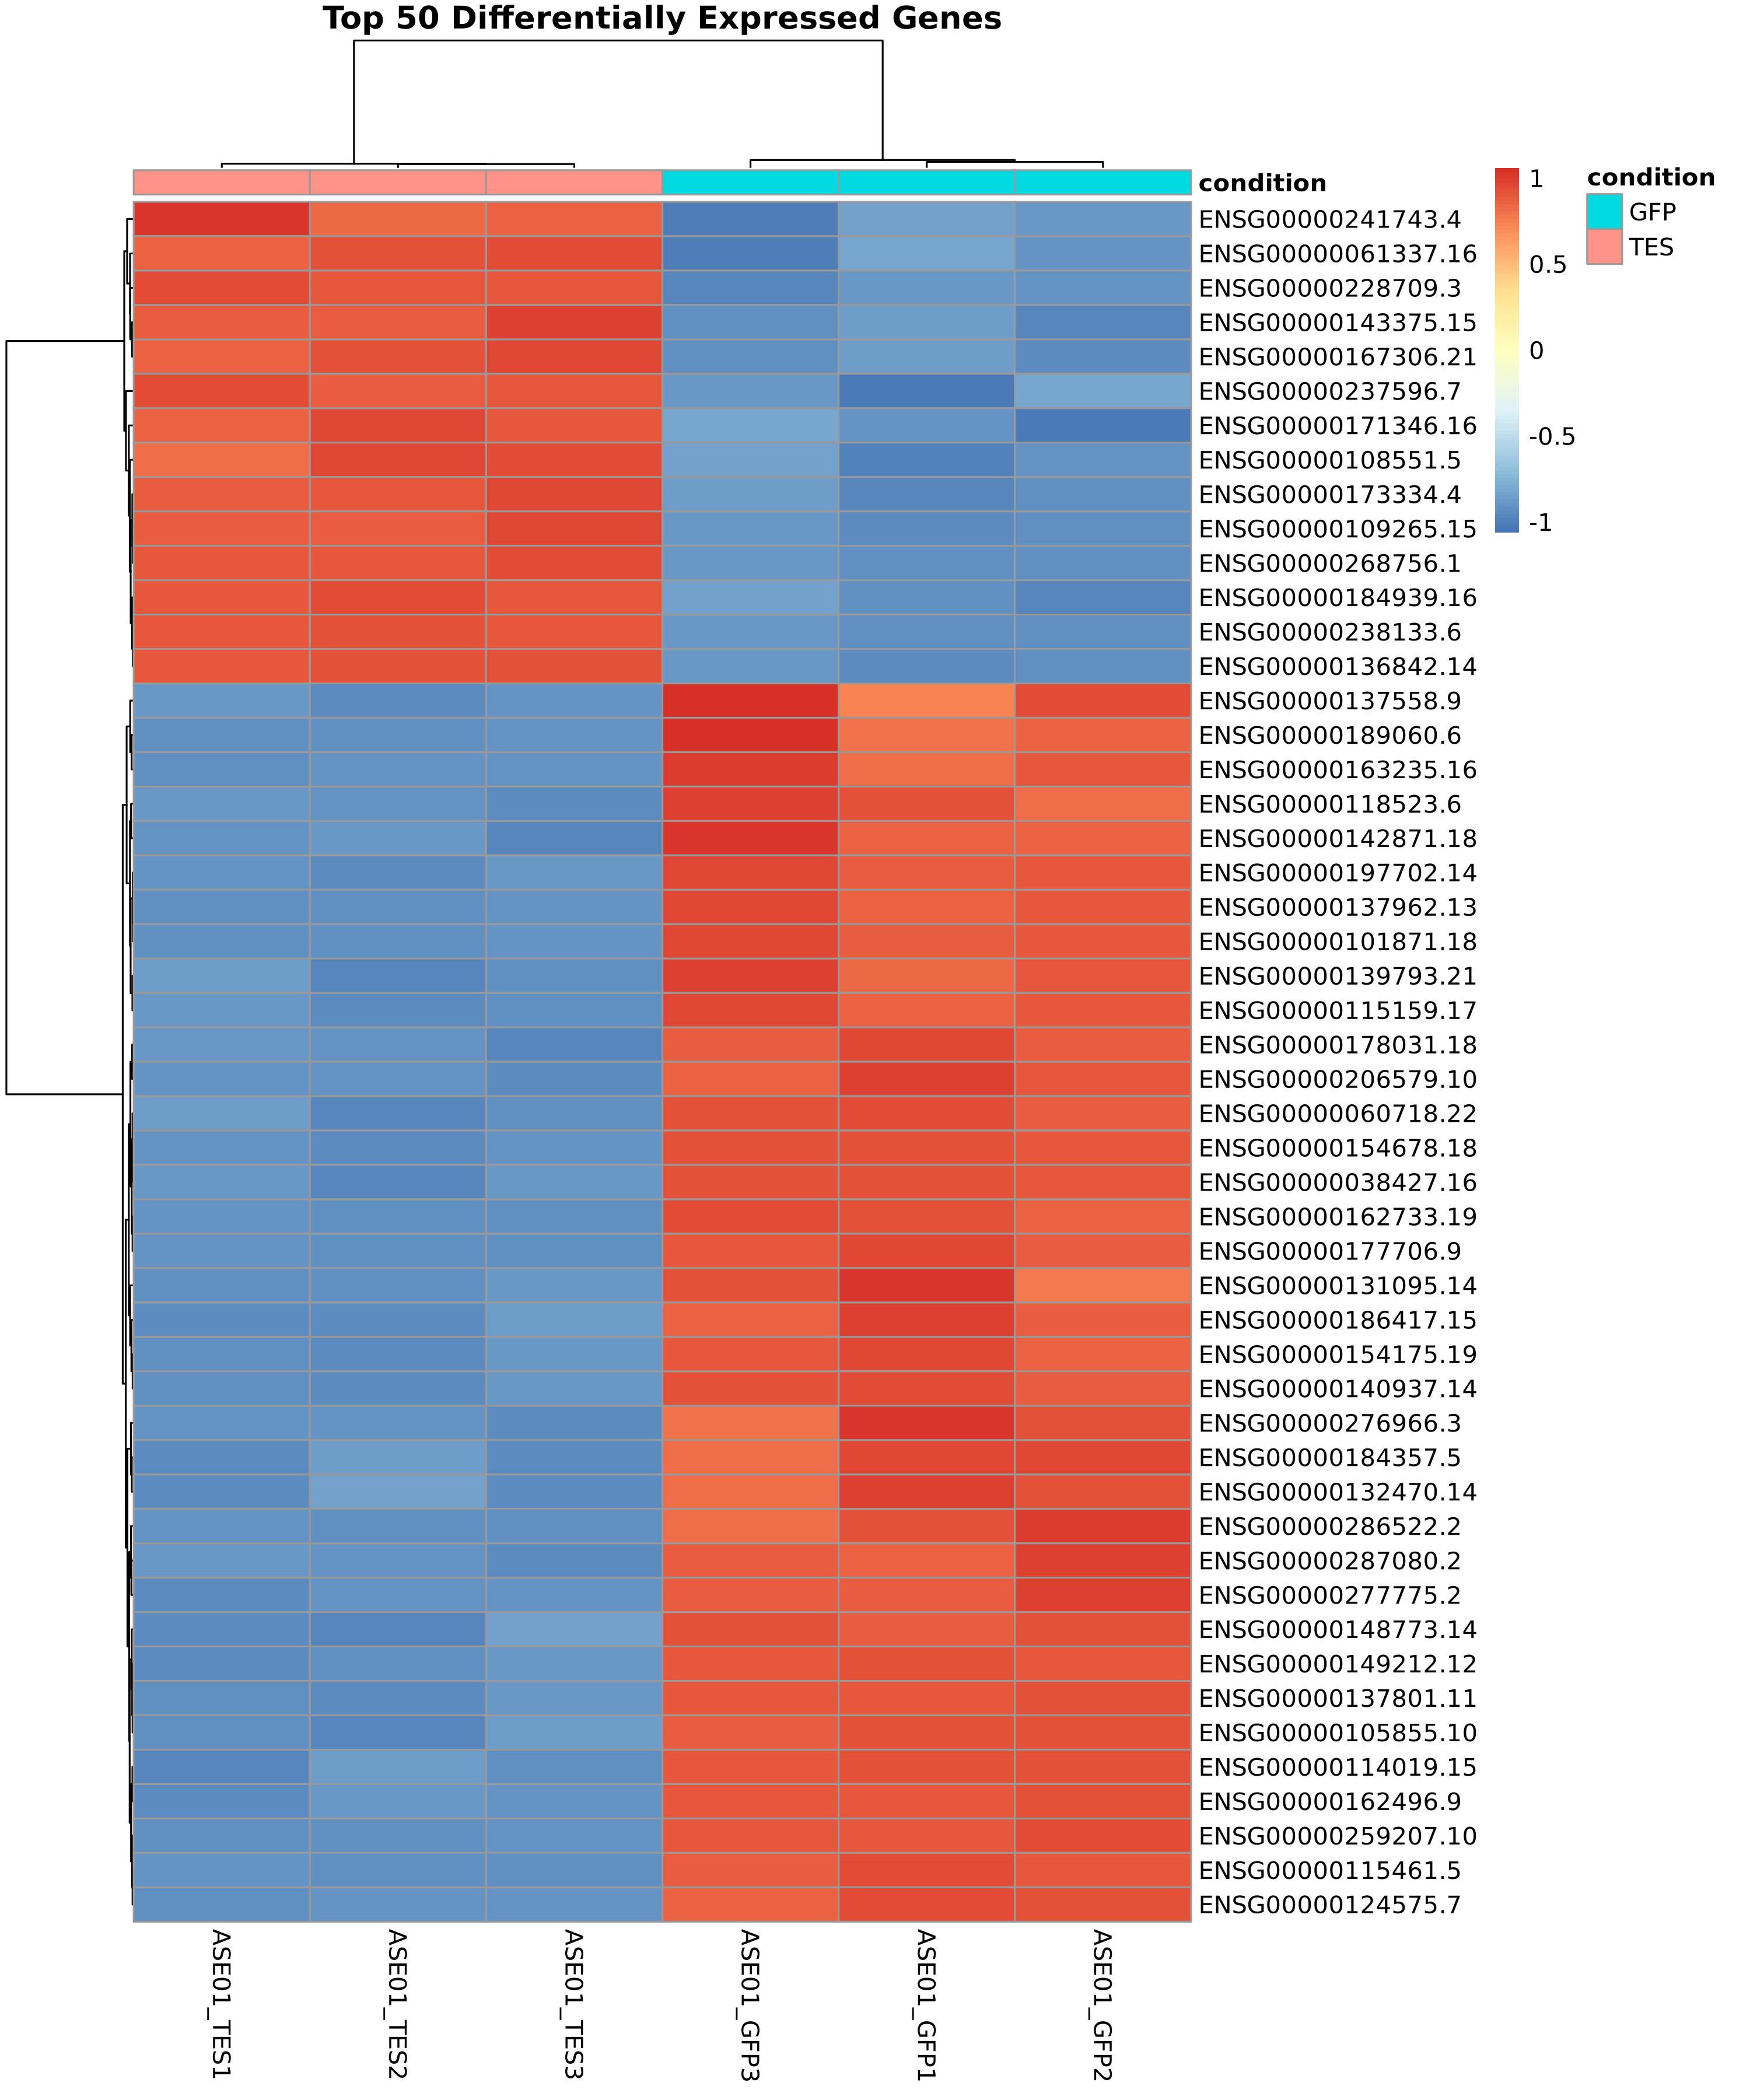 Top 50 Differentially Expressed Genes
condition
1
0.5
0
-0.5
-1
condition
GFP
TES
ENSG00000241743.4
ENSG00000061337.16
ENSG00000228709.3
ENSG00000143375.15
ENSG00000167306.21
ENSG00000237596.7
ENSG00000171346.16
ENSG00000108551.5
ENSG00000173334.4
ENSG00000109265.15
ENSG00000268756.1
ENSG00000184939.16
ENSG00000238133.6
ENSG00000136842.14
ENSG00000137558.9
ENSG00000189060.6
ENSG00000163235.16
ENSG00000118523.6
ENSG00000142871.18
ENSG00000197702.14
ENSG00000137962.13
ENSG00000101871.18
ENSG00000139793.21
ENSG00000115159.17
ENSG00000178031.18
ENSG00000206579.10
ENSG00000060718.22
ENSG00000154678.18
ENSG00000038427.16
ENSG00000162733.19
ENSG00000177706.9
ENSG00000131095.14
ENSG00000186417.15
ENSG00000154175.19
ENSG00000140937.14
ENSG00000276966.3
ENSG00000184357.5
ENSG00000132470.14
ENSG00000286522.2
ENSG00000287080.2
ENSG00000277775.2
ENSG00000148773.14
ENSG00000149212.12
ENSG00000137801.11
ENSG00000105855.10
ENSG00000114019.15
ENSG00000162496.9
ENSG00000259207.10
ENSG00000115461.5
ENSG00000124575.7
ASE01_TES1
ASE01_TES2
ASE01_TES3
ASE01_GFP3
ASE01_GFP1
ASE01_GFP2